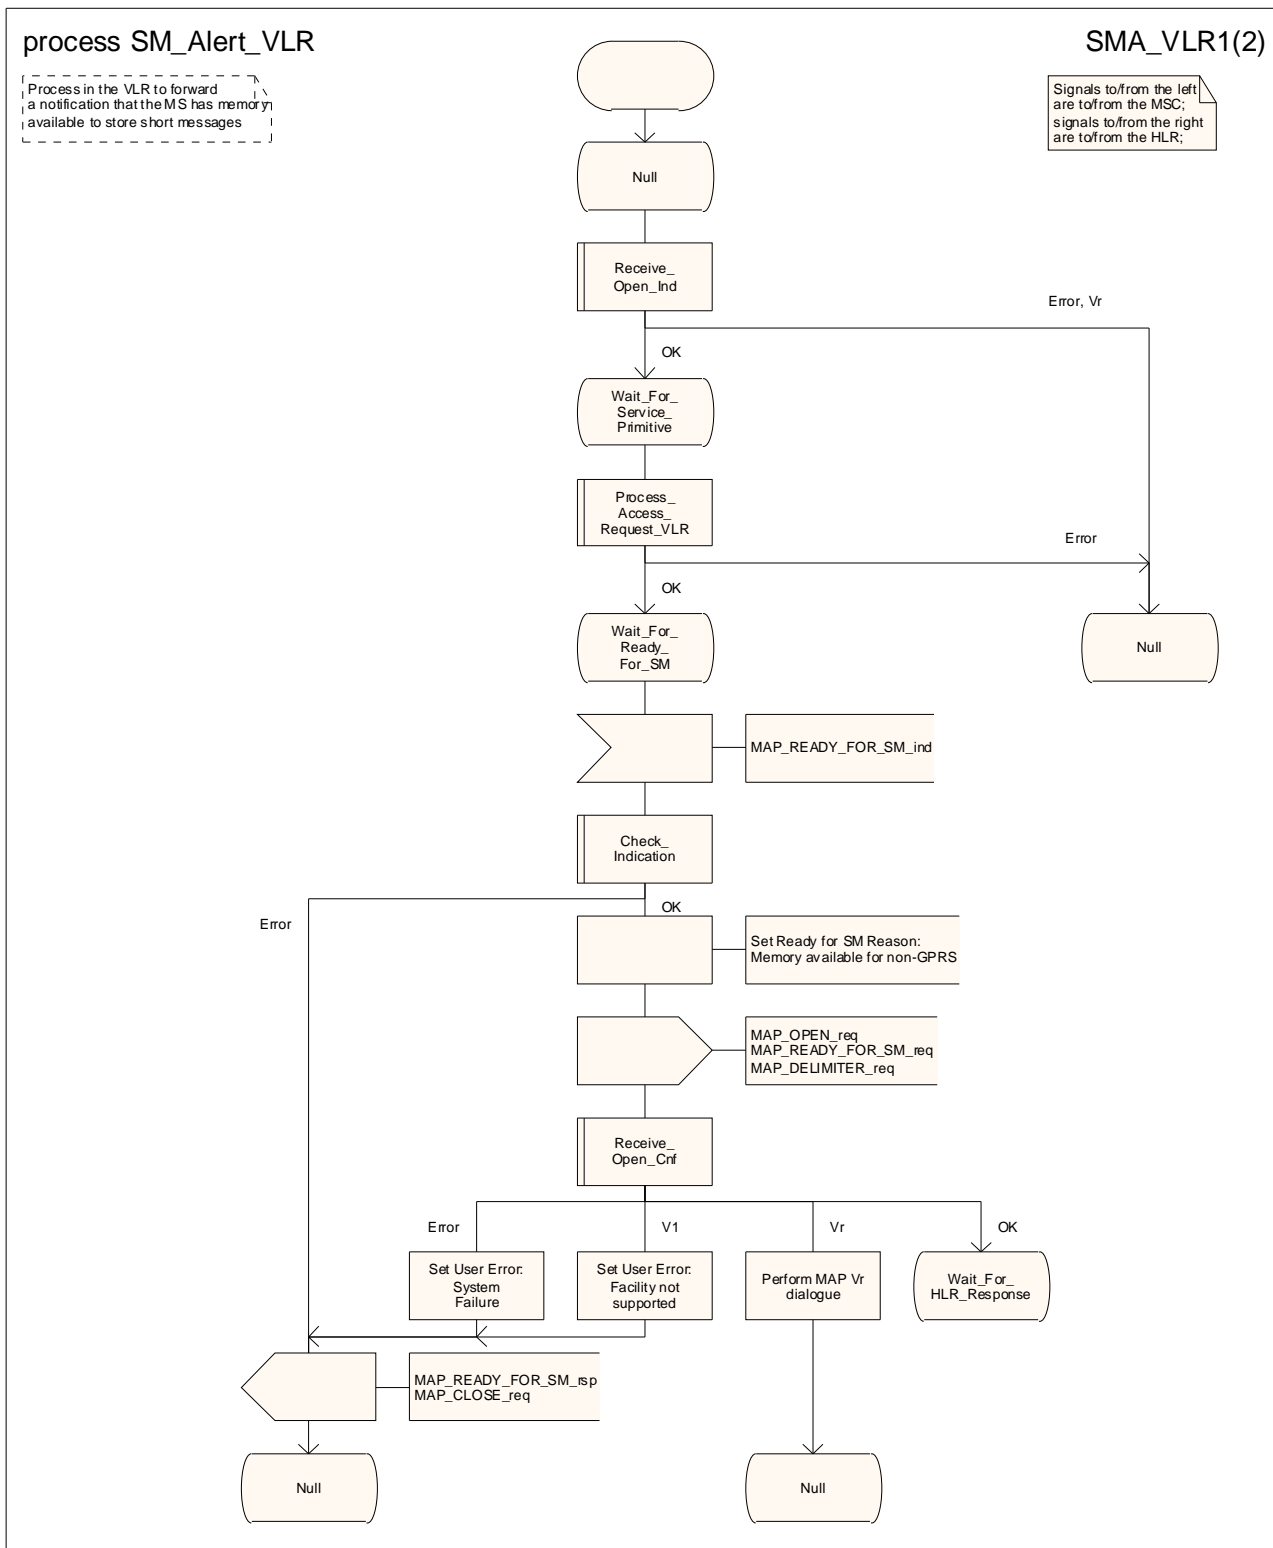 process SM_Alert_VLR
SMA_VLR1(2)
Process in the VLR to forward
a notification that the MS has memory
available to store short messages
Signals to/from the left
are to/from the MSC;
signals to/from the right
are to/from the HLR;
Null
Receive_
Open_Ind
Error, Vr
OK
Wait_For_
Service_
Primitive
Process_
Access_
Request_VLR
Error
OK
Wait_For_
Ready_
For_SM
Null
MAP_READY_FOR_SM_ind
Check_
Indication
Error
OK
Set Ready for SM Reason:
Memory available for non-GPRS
MAP_OPEN_req
MAP_READY_FOR_SM_req
MAP_DELIMITER_req
Receive_
Open_Cnf
Error
V1
Vr
OK
Set User Error:
System
Failure
Set User Error:
Facility not
supported
Perform MAP Vr
dialogue
Wait_For_
HLR_Response
MAP_READY_FOR_SM_rsp
MAP_CLOSE_req
Null
Null